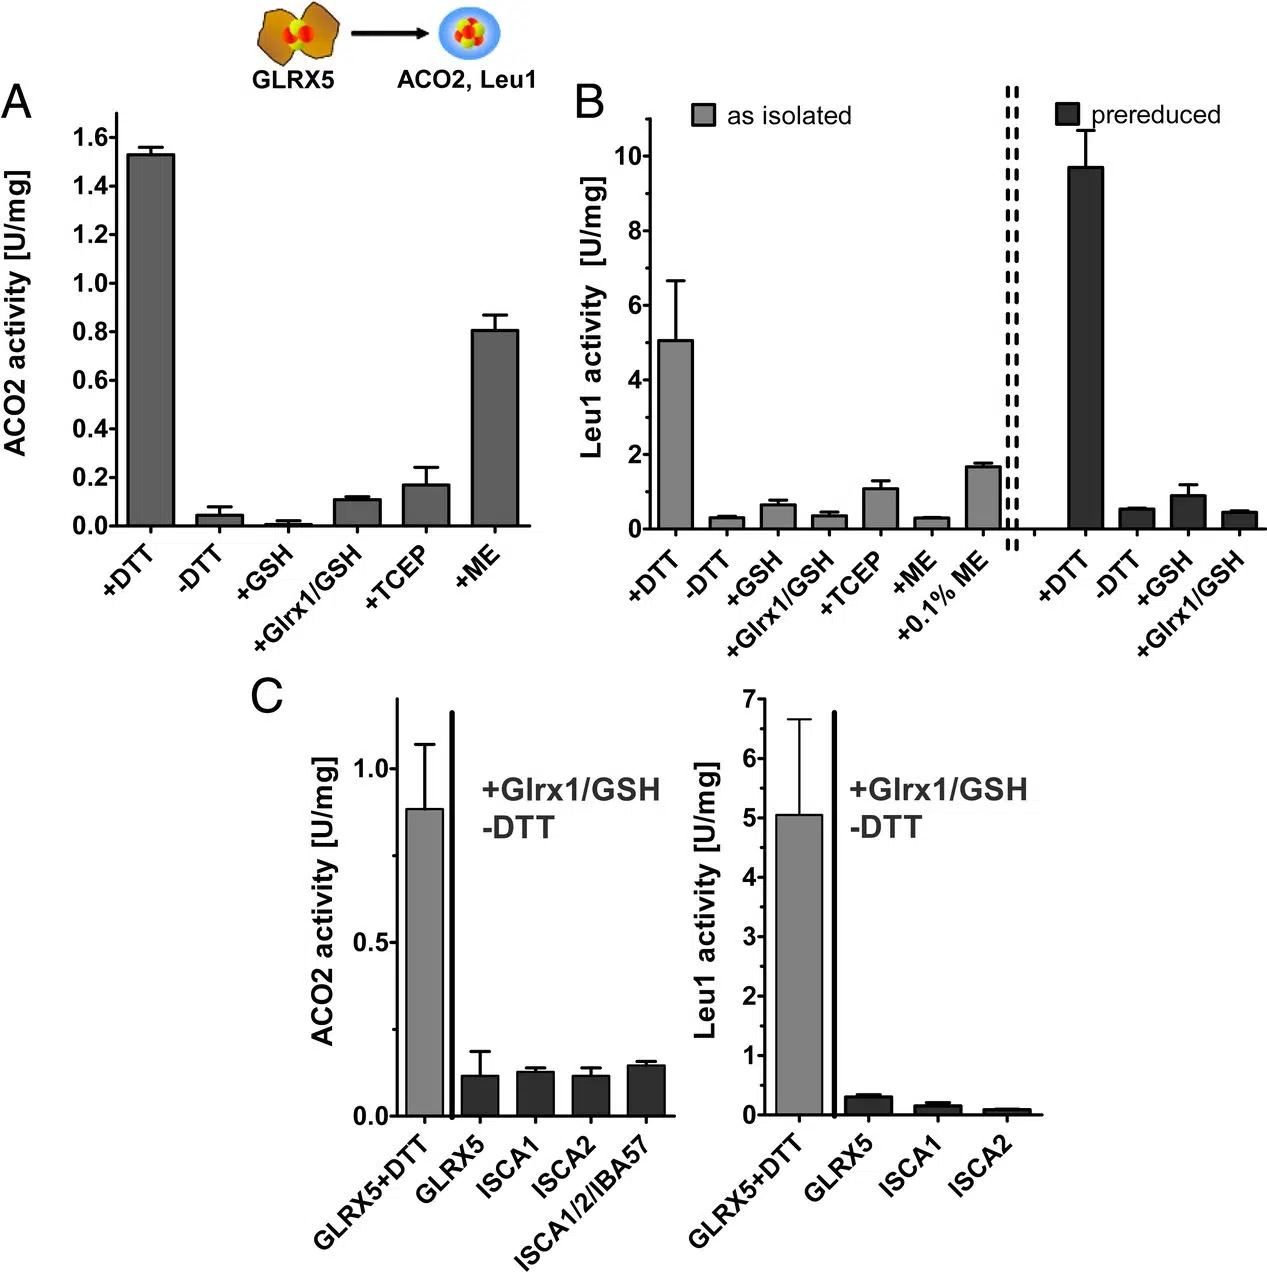 GLRX5
ACO2, Leu1
A
ACO2 activity [U/mg]
1.6
1.4
1.2
1.0
0.8
0.6
0.4
0.2
0.0
+DTT
-DTT
+GSH
+Glrx1/GSH
+TCEP
+ME
B
as isolated
prereduced
Leu1 activity [U/mg]
10
8
6
4
2
0
+DTT
-DTT
+GSH
+Glrx1/GSH
+TCEP
+ME
+0.1% ME
+DTT
-DTT
+GSH
+Glrx1/GSH
C
ACO2 activity [U/mg]
1.0
0.5
0.0
+Glrx1/GSH
-DTT
GLRX5+DTT
GLRX5
ISCA1
ISCA2
ISCA1/2/IBA57
Leu1 activity [U/mg]
7
6
5
4
3
2
1
0
+Glrx1/GSH
-DTT
GLRX5+DTT
GLRX5
ISCA1
ISCA2